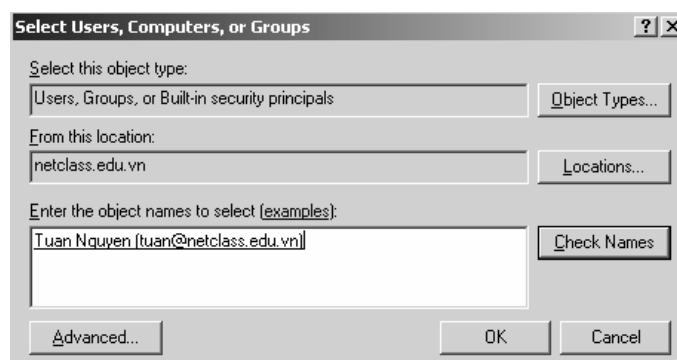 Select Users, Computers, or Groups
Select this object type:
Users, Groups, or Built-in security principals
Object Types...
From this location:
netclass.edu.vn
Locations...
Enter the object names to select (examples):
Tuan Nguyen (tuan@netclass.edu.vn)
Check Names
Advanced...
OK
Cancel